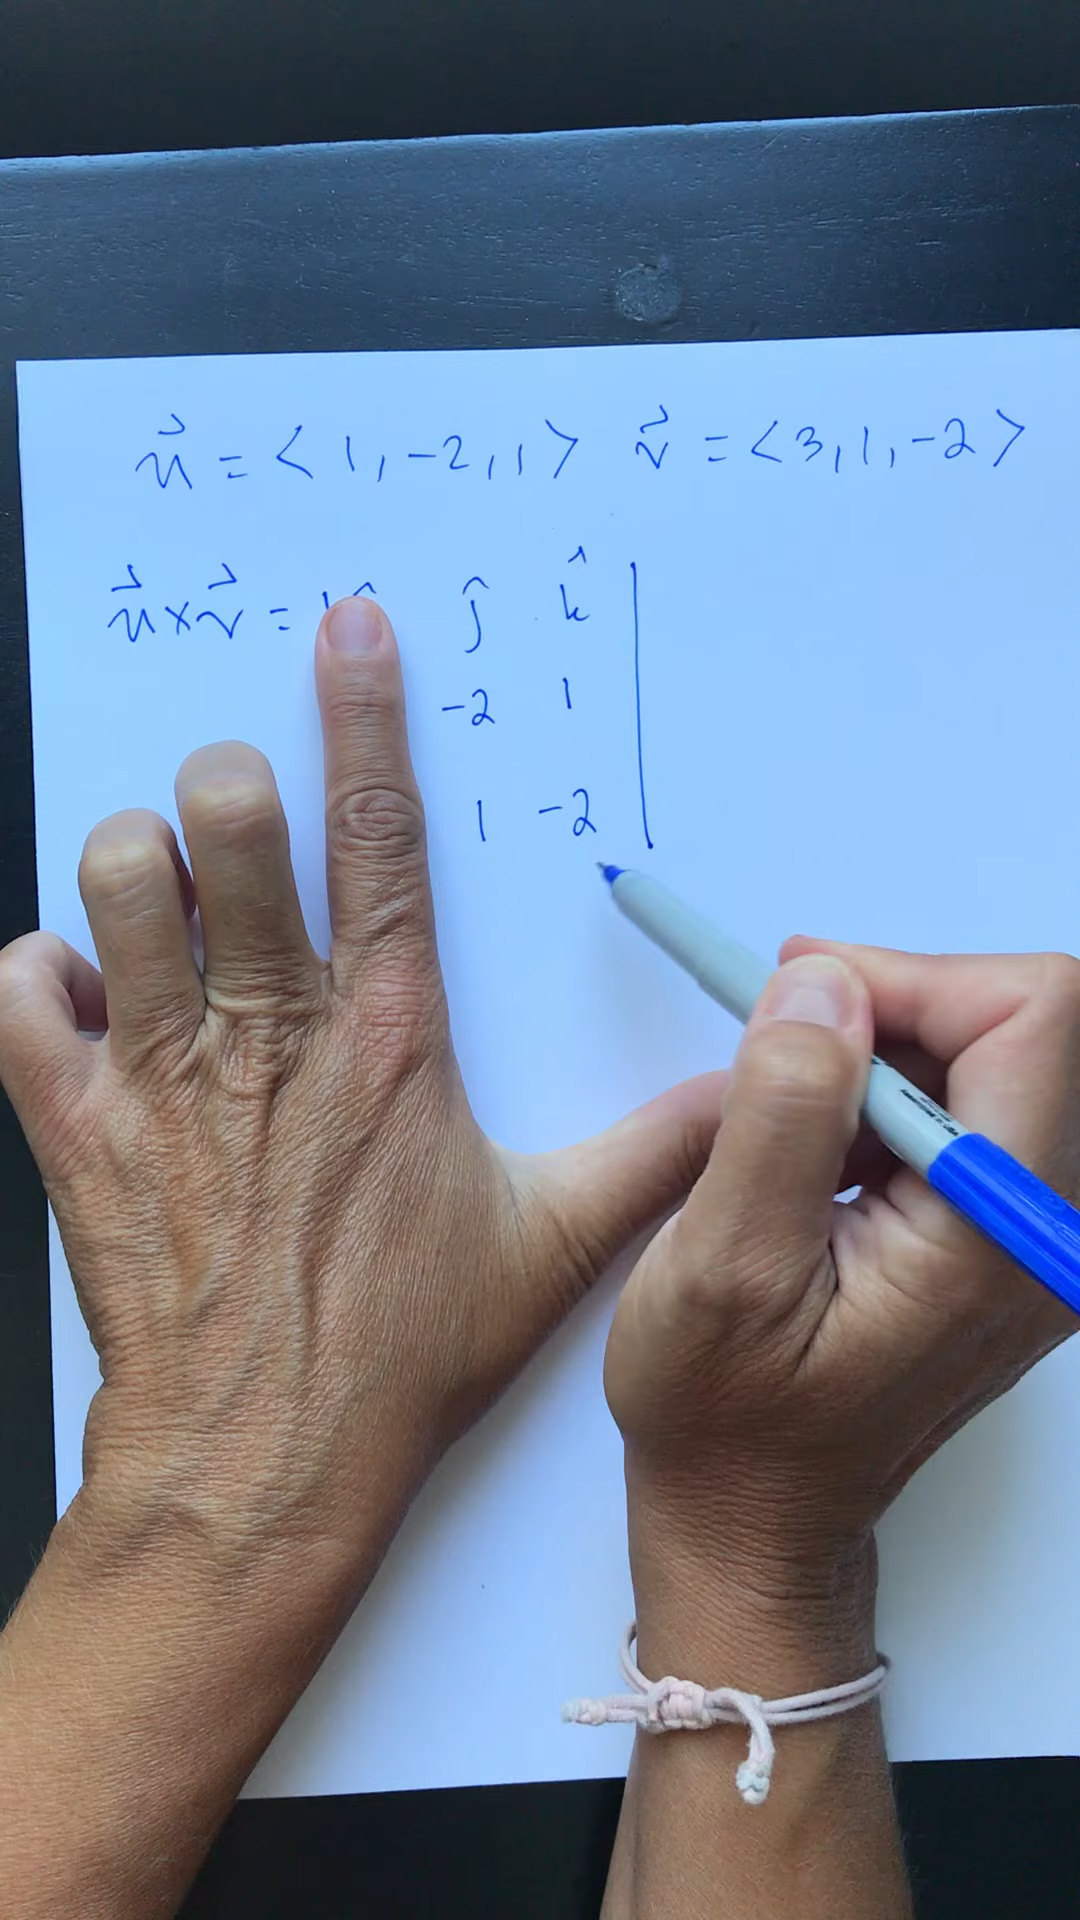 u⃗ = < 1, -2, 1 > v⃗ = < 3, 1, -2 >
u⃗ x v⃗ = | ĵ k̂ |
-2 1
1 -2